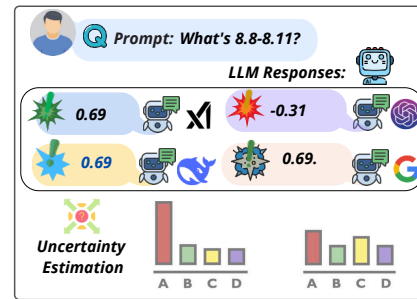 Prompt: What's 8.8-8.11?
LLM Responses:
0.69
-0.31
0.69
0.69.
Uncertainty
Estimation
A B C D
A B C D